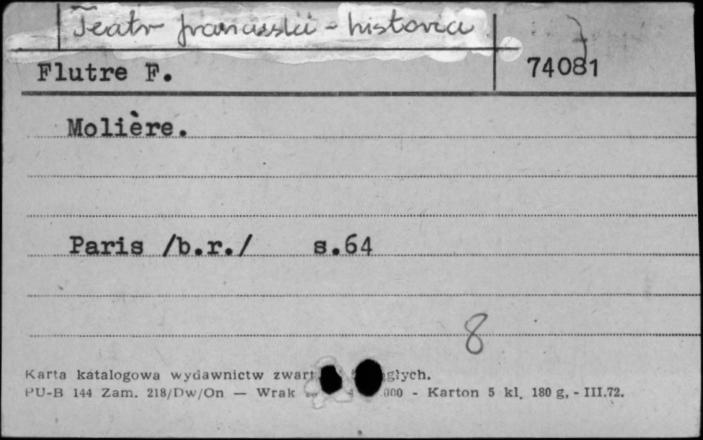 Teatr francuski - historia
Flutre F. 74081
Molière.
Paris /b.r./ s.64
8
Karta katalogowa wydawnictw zwart głych.
PU-B 144 Zam. 218/Dw/On — Wrak 000 - Karton 5 kl. 180 g. - III.72.